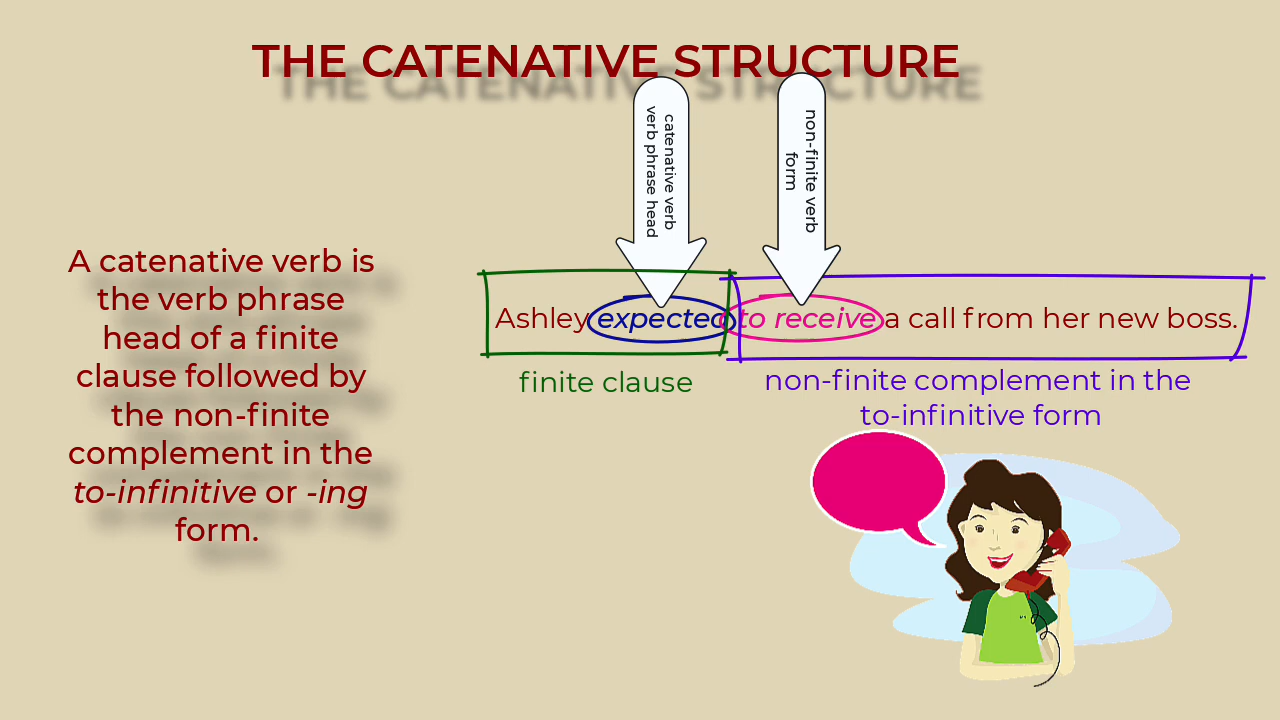 THE CATENATIVE STRUCTURE
catenative verb
verb phrase head
non-finite verb
form
A catenative verb is
the verb phrase
head of a finite
clause followed by
the non-finite
complement in the
to-infinitive or -ing
form.
Ashley expected to receive a call from her new boss.
finite clause
non-finite complement in the
to-infinitive form